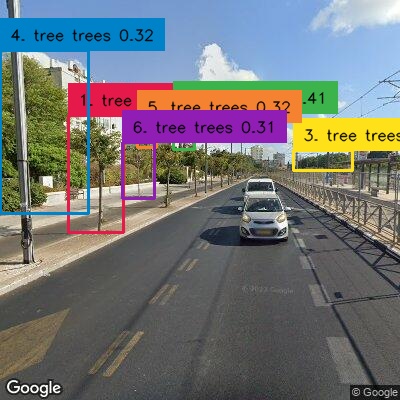 4. tree trees 0.32
1. tree
.41
5. tree trees 0.32
6. tree trees 0.31
3. tree trees
© 2022 Google
Google
© Google